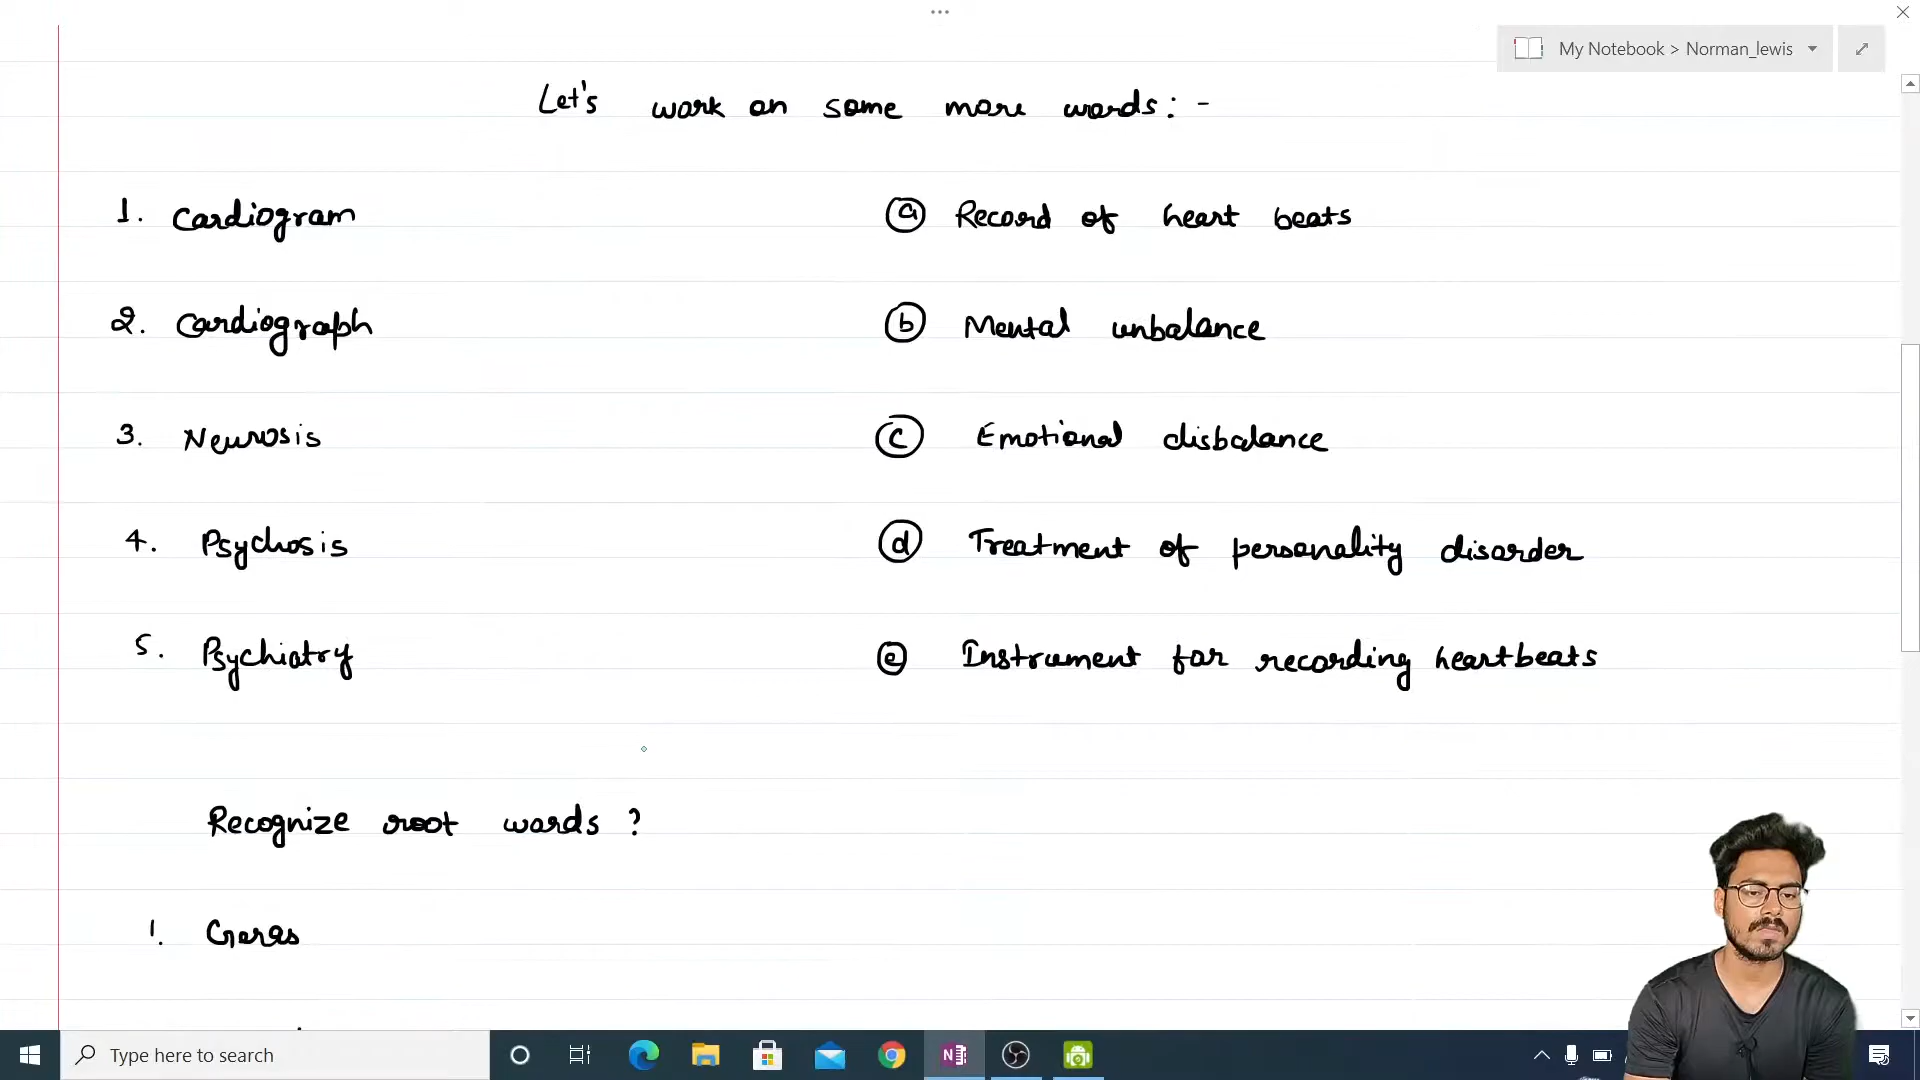 My Notebook > Norman_lewis
Let's work on some more words: -
1. Cardiogram
(a) Record of heart beats
2. Cardiograph
(b) Mental unbalance
3. Neurosis
(c) Emotional disbalance
4. Psychosis
(d) Treatment of personality disorder
5. Psychiatry
(e) Instrument for recording heartbeats
Recognize root words ?
1. Geras
Type here to search